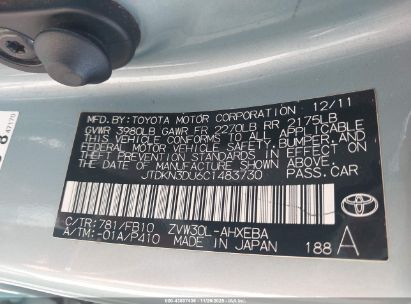 47170
MFD. BY: TOYOTA MOTOR CORPORATION 12/11
GVWR 3980LB GAWR FR 2270LB RR 2175LB
THIS VEHICLE CONFORMS TO ALL APPLICABLE
FEDERAL MOTOR VEHICLE SAFETY, BUMPER AND
THEFT PREVENTION STANDARDS IN EFFECT ON
THE DATE OF MANUFACTURE SHOWN ABOVE.
JTDKN3DU6C1483730 PASS.CAR
C/TR: 781/FB10 ZVW30L-AHXEBA
A/TM: -01A/P410 MADE IN JAPAN
188 A
TOYOTA